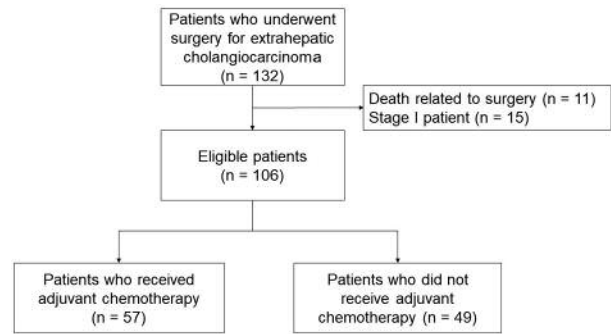 Patients who underwent
surgery for extrahepatic
cholangiocarcinoma
(n = 132)
Death related to surgery (n = 11)
Stage I patient (n = 15)
Eligible patients
(n = 106)
Patients who received
adjuvant chemotherapy
(n = 57)
Patients who did not
receive adjuvant
chemotherapy (n = 49)